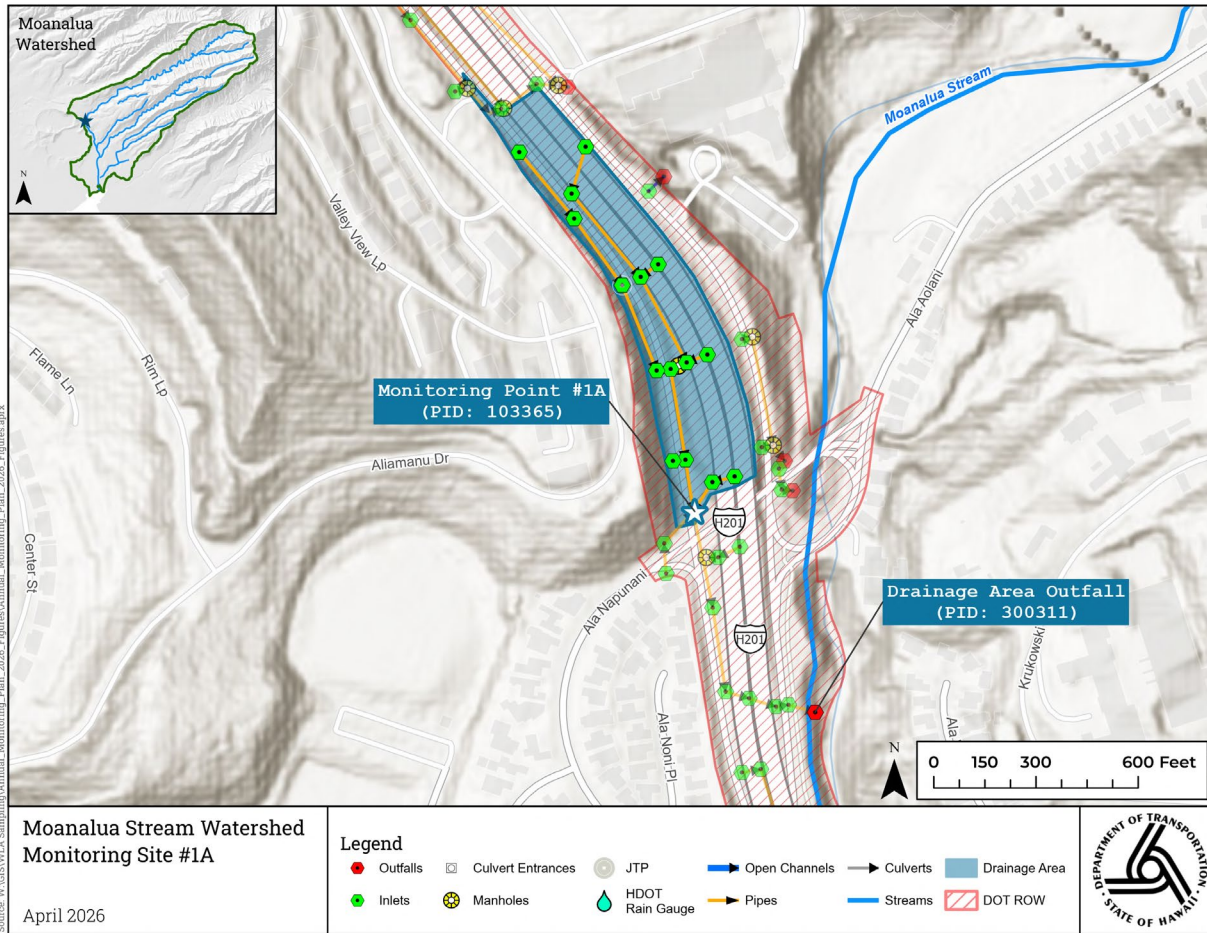 Moanalua
Watershed
N
Moanalua Stream
Valley View Lp
Ala Aolani
Flame Ln
Rim Lp
Monitoring Point #1A
(PID: 103365)
Aliamanu Dr
H201
Center St
Ala Napunani
Drainage Area Outfall
(PID: 300311)
H201
Krukowski
Ala Noni Pl
Ala
N
0 150 300 600 Feet
Moanalua Stream Watershed
Monitoring Site #1A
April 2026
Legend
Outfalls
Culvert Entrances
JTP
Open Channels
Culverts
Drainage Area
Inlets
Manholes
HDOT
Rain Gauge
Pipes
Streams
DOT ROW
DEPARTMENT OF TRANSPORTATION
STATE OF HAWAII